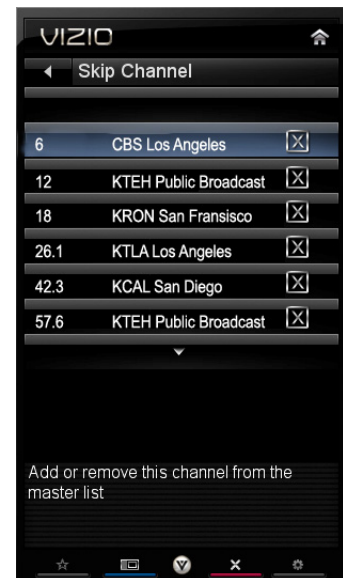 VIZIO
Skip Channel
6 CBS Los Angeles X
12 KTEH Public Broadcast X
18 KRON San Fransisco X
26.1 KTLA Los Angeles X
42.3 KCAL San Diego X
57.6 KTEH Public Broadcast X
Add or remove this channel from the
master list